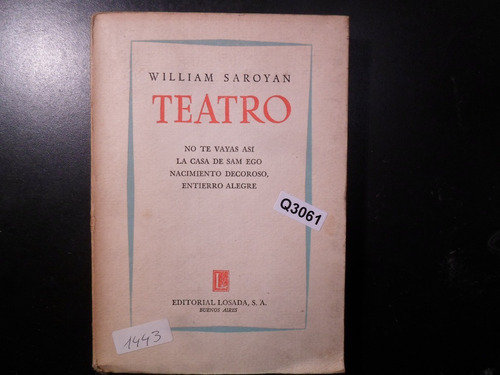 WILLIAM SAROYAN
TEATRO
NO TE VAYAS ASÍ
LA CASA DE SAM EGO
NACIMIENTO DECOROSO,
ENTIERRO ALEGRE
Q3061
L
EDITORIAL LOSADA, S. A.
BUENOS AIRES
1443